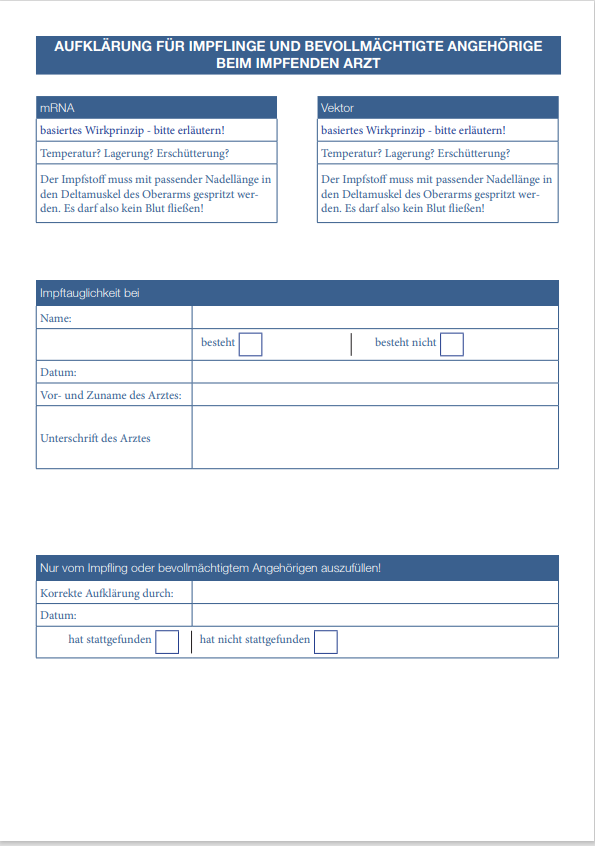 AUFKLÄRUNG FÜR IMPFLINGE UND BEVOLLMÄCHTIGTE ANGEHÖRIGE
BEIM IMPFENDEN ARZT
mRNA
basiertes Wirkprinzip - bitte erläutern!
Temperatur? Lagerung? Erschütterung?
Der Impfstoff muss mit passender Nadellänge in
den Deltamuskel des Oberarms gespritzt wer-
den. Es darf also kein Blut fließen!
Vektor
basiertes Wirkprinzip - bitte erläutern!
Temperatur? Lagerung? Erschütterung?
Der Impfstoff muss mit passender Nadellänge in
den Deltamuskel des Oberarms gespritzt wer-
den. Es darf also kein Blut fließen!
Impftauglichkeit bei
Name:
besteht
besteht nicht
Datum:
Vor- und Zuname des Arztes:
Unterschrift des Arztes
Nur vom Impfling oder bevollmächtigtem Angehörigen auszufüllen!
Korrekte Aufklärung durch:
Datum:
hat stattgefunden
hat nicht stattgefunden